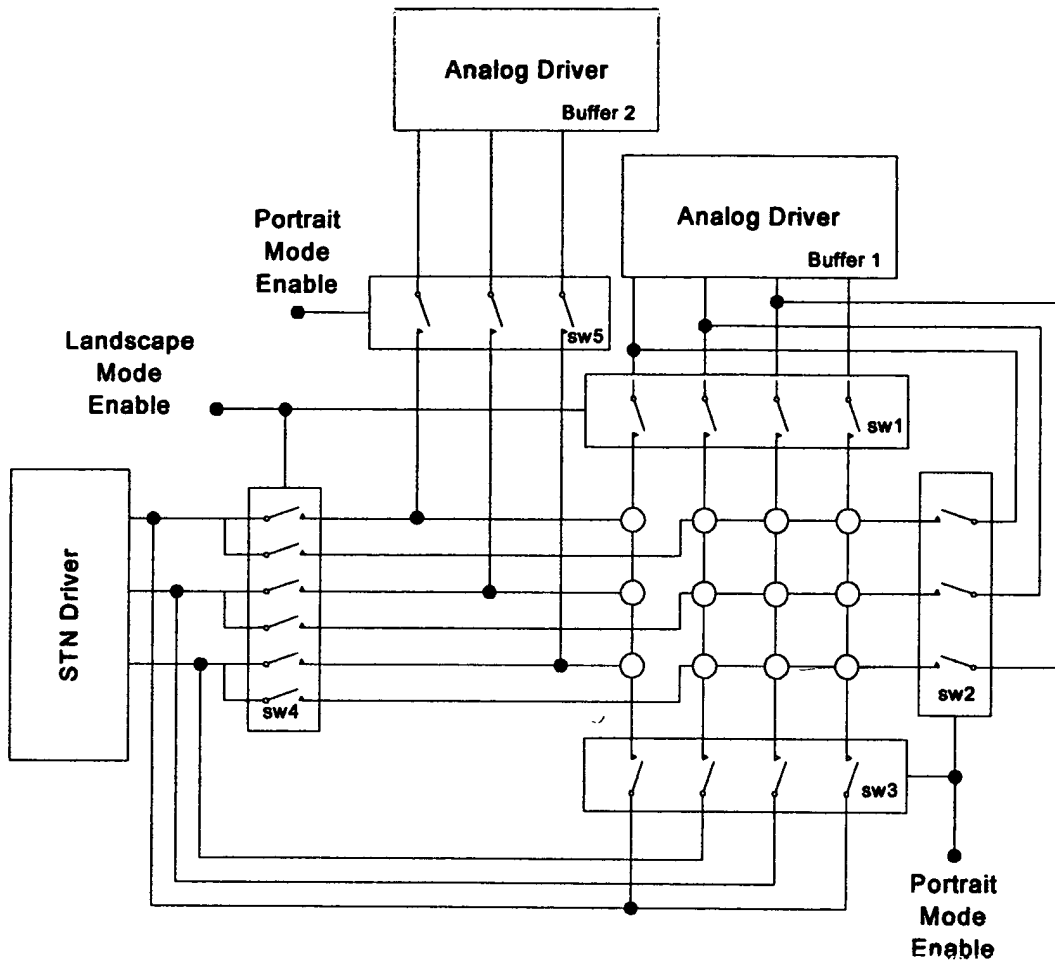 Analog Driver
Buffer 2
Analog Driver
Buffer 1
Portrait
Mode
Enable
sw5
Landscape
Mode
Enable
sw1
STN Driver
sw4
sw2
sw3
Portrait
Mode
Enable